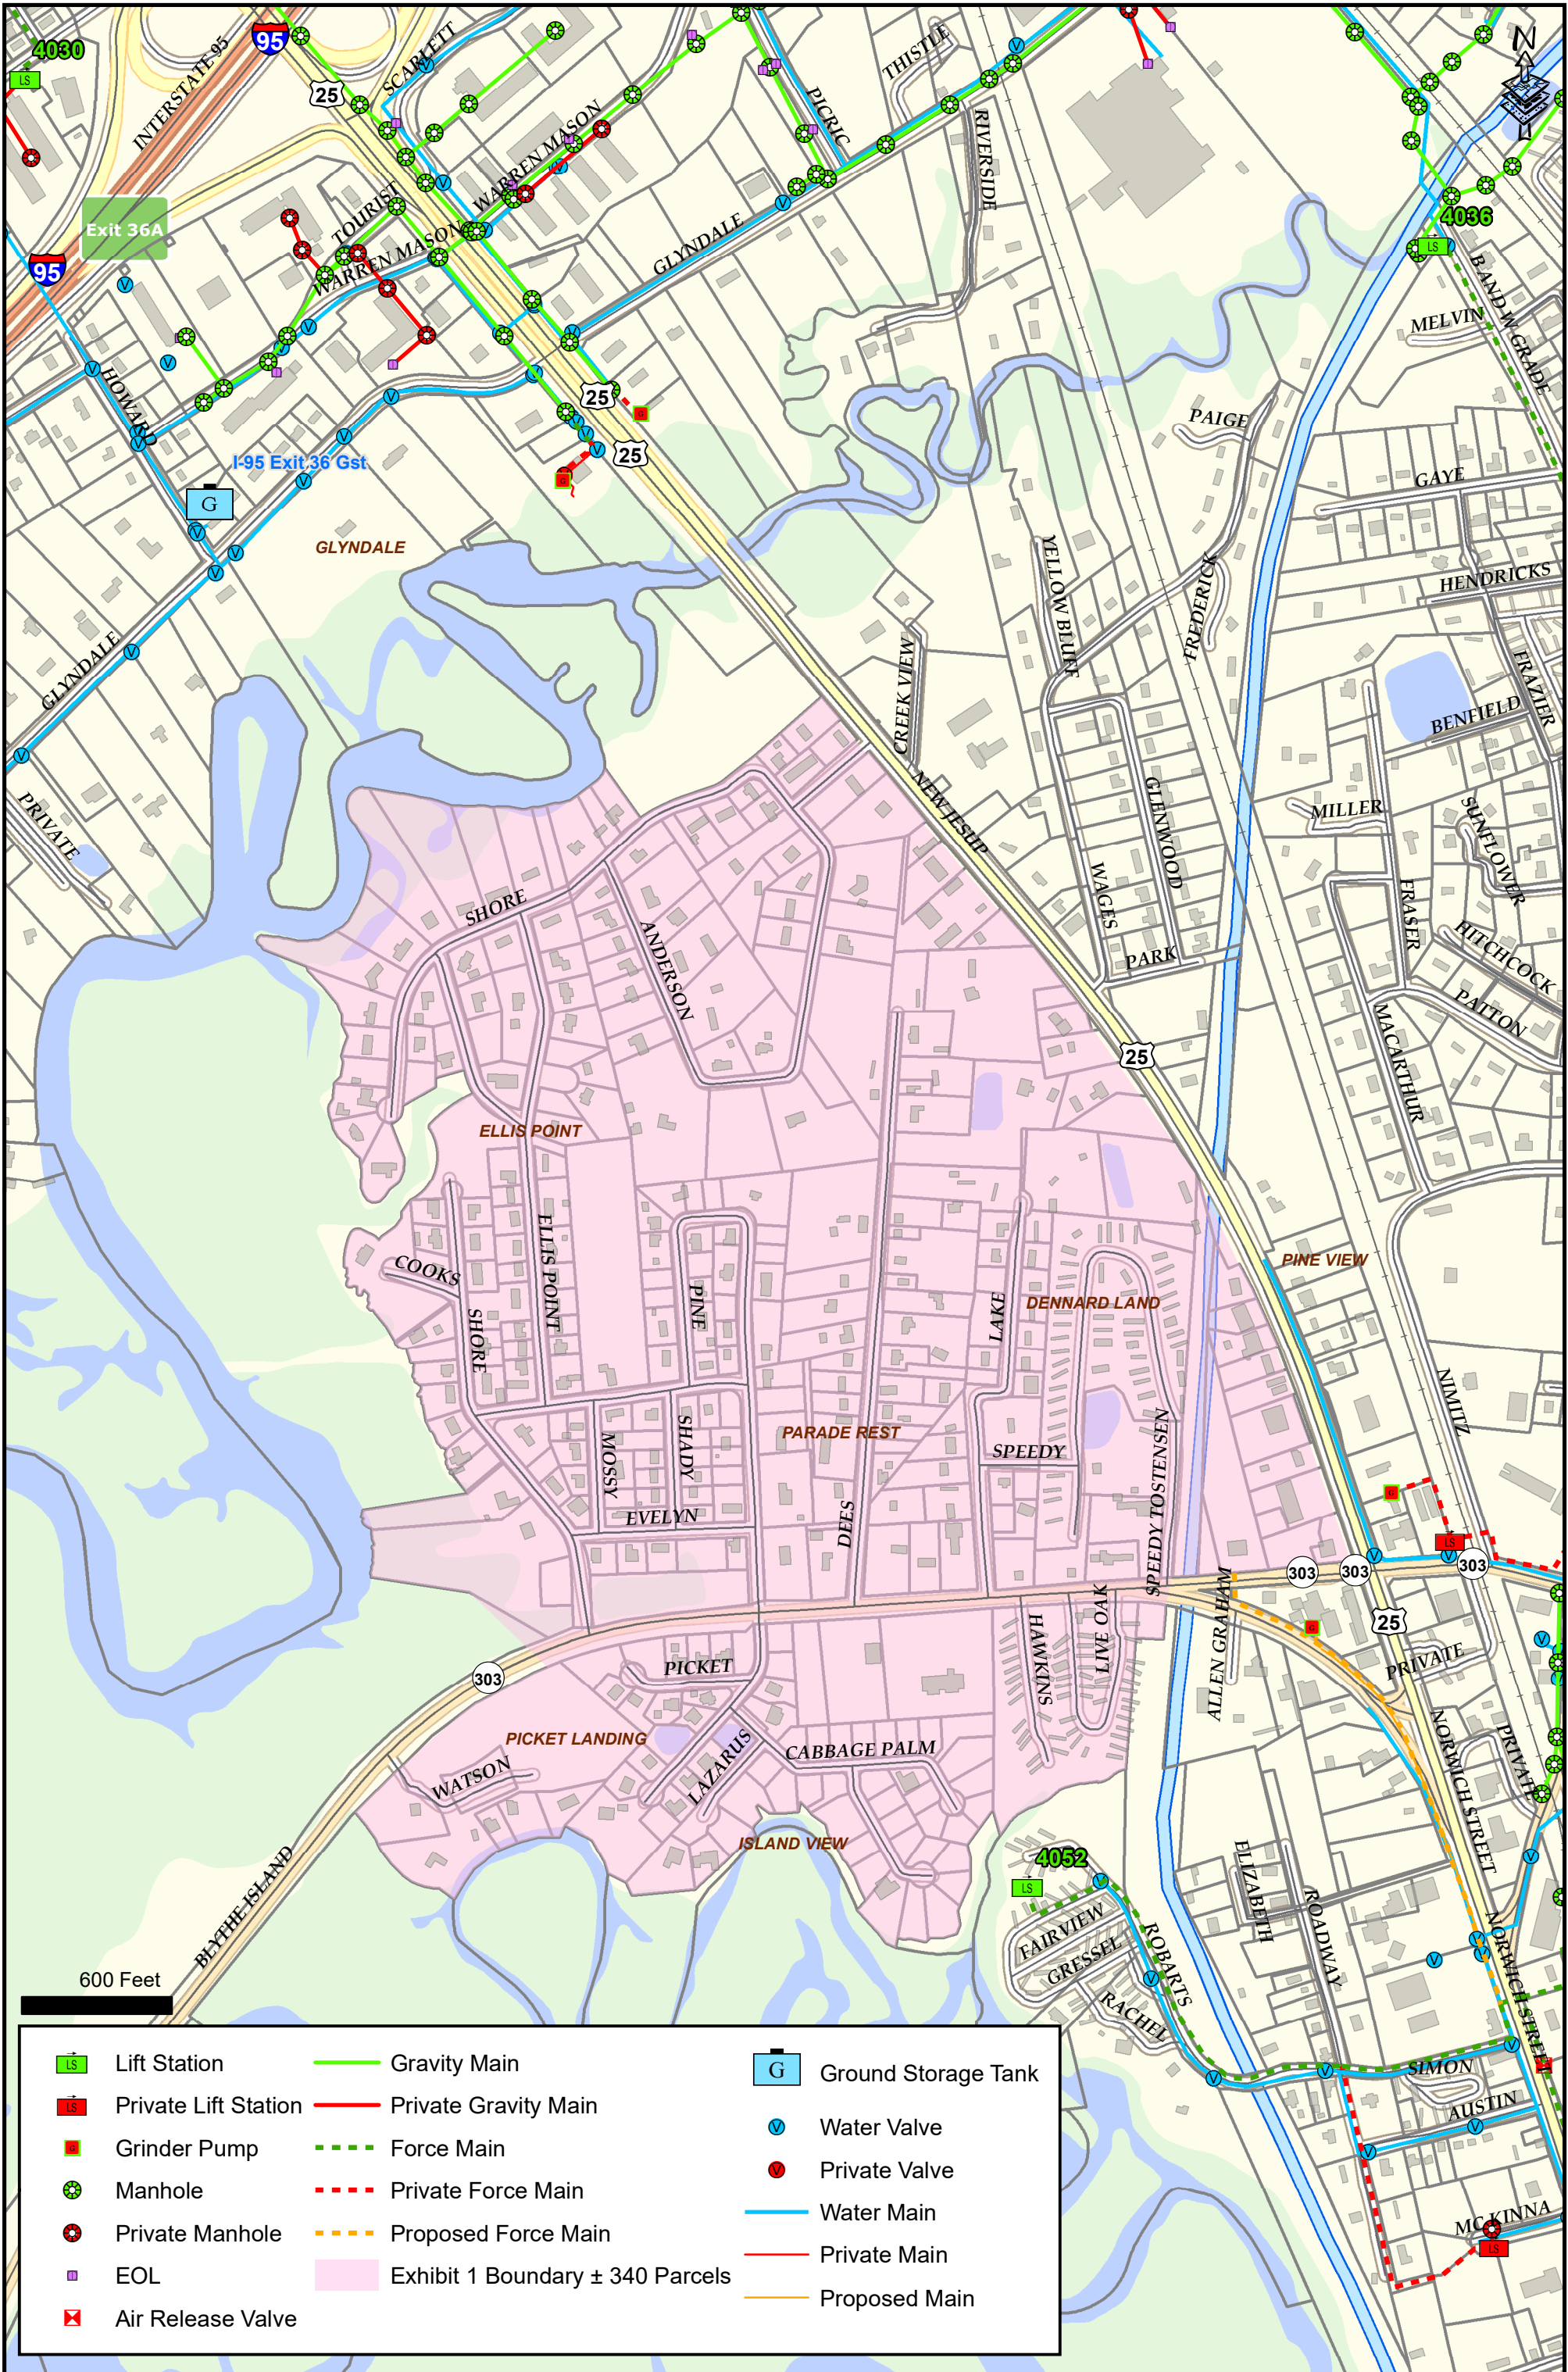 4030
LS
INTERSTATE 95
95
25
SCARLETT
THISTLE
PICRIC
RIVERSIDE
N
WARREN MASON
TOURIST
WARREN MASON
GLYNDALE
Exit 36A
95
4036
LS
B AND W GRADE
MELVIN
HOWARD
25
25
G
G
I-95 Exit 36 Gst
G
GLYNDALE
PAIGE
GAYE
HENDRICKS
YELLOW BLUFF
FREDERICK
GLYNDALE
CREEK VIEW
FRAZIER
BENFIELD
NEW JESUP
GLENWOOD
MILLER
SUNFLOWER
PRIVATE
WAGES
PARK
FRASER
HITCHCOCK
PATTON
SHORE
ANDERSON
25
MACARTHUR
ELLIS POINT
ELLIS POINT
COOKS
SHORE
PINE
LAKE
DENNARD LAND
PINE VIEW
NIMITZ
MOSSY
SHADY
PARADE REST
SPEEDY
SPEEDY TOSTENSEN
EVELYN
DEES
G
LS
303
303
303
ALLEN GRAHAM
G
25
PRIVATE
HAWKINS
LIVE OAK
PICKET
303
PICKET LANDING
LAZARUS
CABBAGE PALM
WATSON
NORWICH STREET
PRIVATE
ISLAND VIEW
4052
LS
BLYTHE ISLAND
FAIRVIEW
GRESSEL
RACHEL
ROBARTS
ELIZABETH
ROADWAY
NORWICH STREET
SIMON
AUSTIN
MC KINNA
LS
600 Feet
LS Lift Station
LS Private Lift Station
G Grinder Pump
Manhole
Private Manhole
EOL
Air Release Valve
Gravity Main
Private Gravity Main
Force Main
Private Force Main
Proposed Force Main
Exhibit 1 Boundary ± 340 Parcels
G Ground Storage Tank
V Water Valve
V Private Valve
Water Main
Private Main
Proposed Main